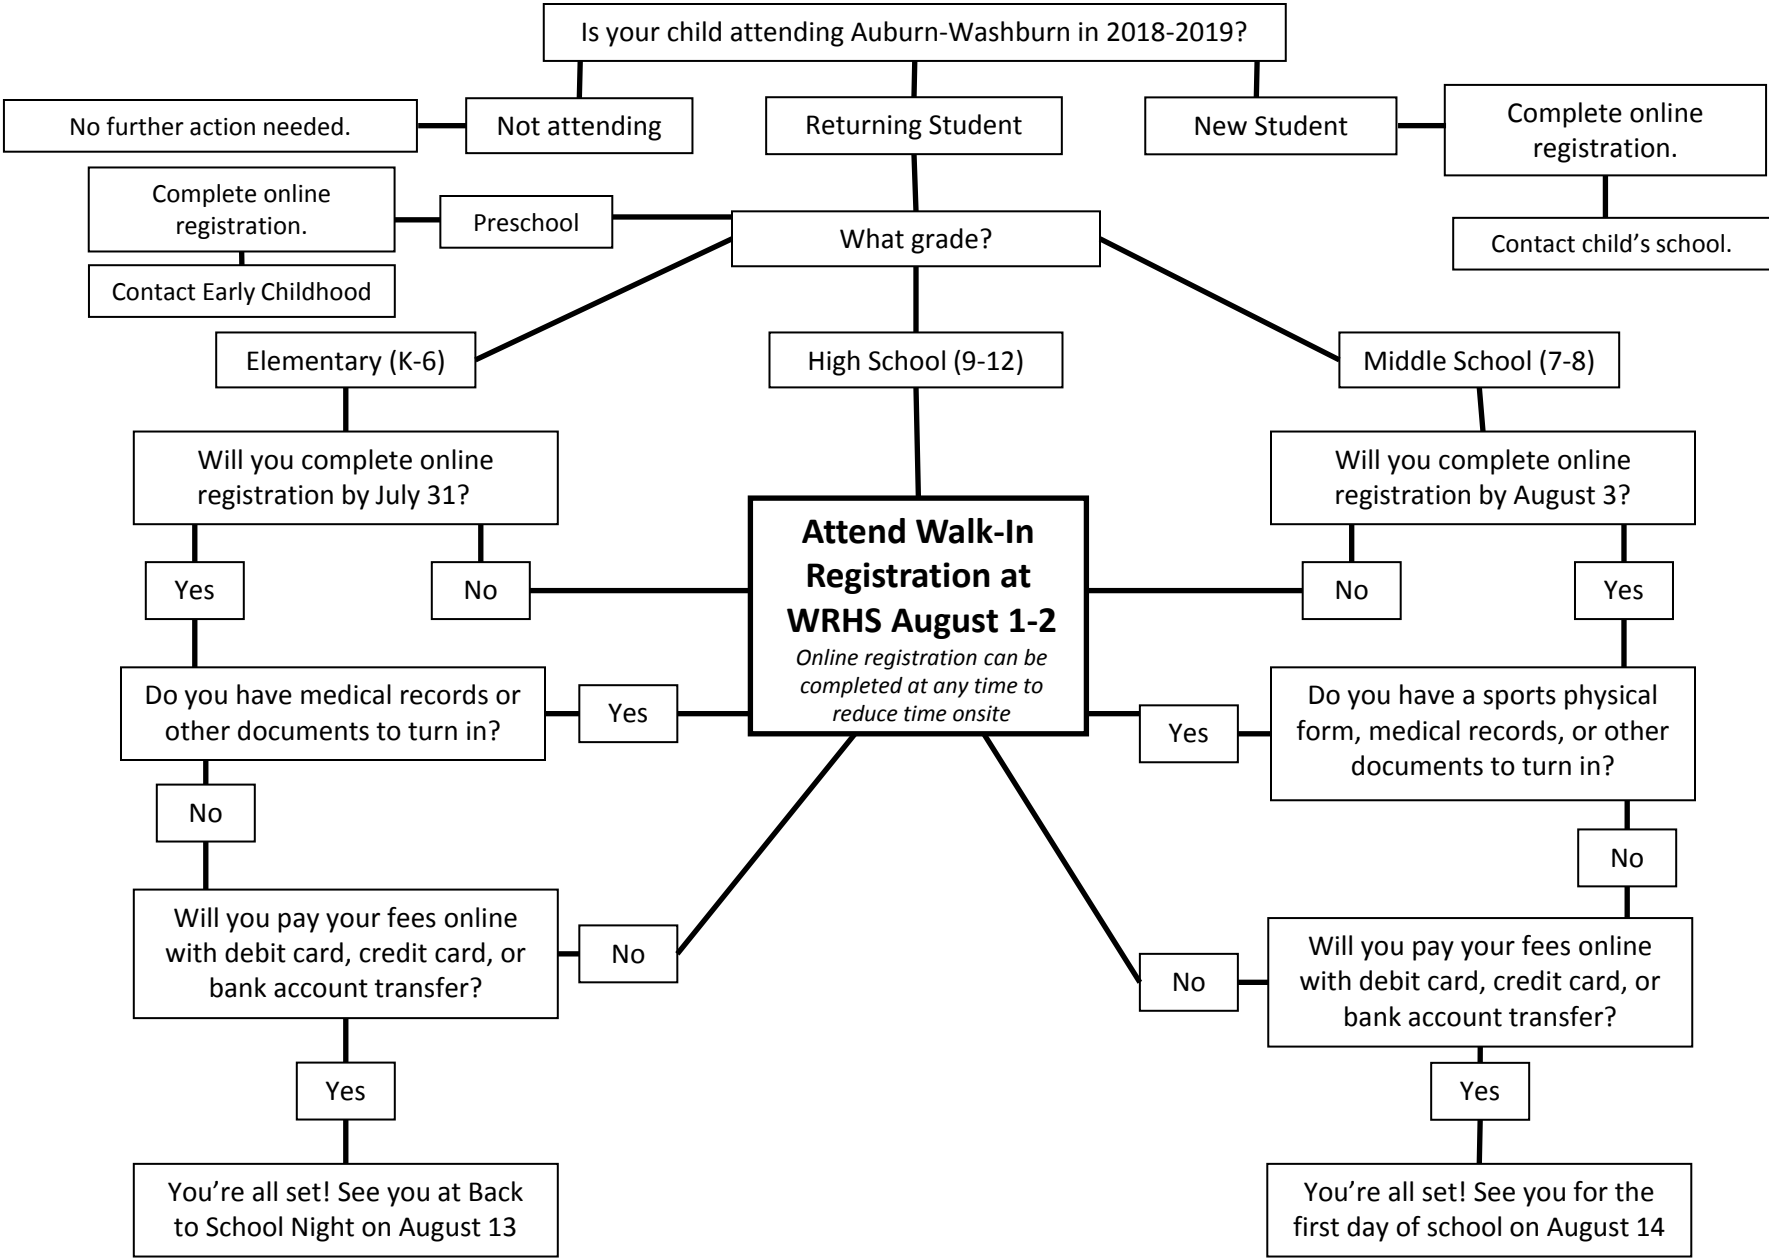 Is your child attending Auburn-Washburn in 2018-2019?
No further action needed.
Not attending
Returning Student
New Student
Complete online
registration.
Contact child’s school.
Complete online
registration.
Preschool
What grade?
Contact Early Childhood
Elementary (K-6)
High School (9-12)
Middle School (7-8)
Will you complete online
registration by July 31?
Yes
No
Attend Walk-In
Registration at
WRHS August 1-2
Online registration can be
completed at any time to
reduce time onsite
Will you complete online
registration by August 3?
No
Yes
Do you have medical records or
other documents to turn in?
Yes
No
Yes
Do you have a sports physical
form, medical records, or other
documents to turn in?
No
Will you pay your fees online
with debit card, credit card, or
bank account transfer?
No
No
Will you pay your fees online
with debit card, credit card, or
bank account transfer?
Yes
Yes
You’re all set! See you at Back
to School Night on August 13
You’re all set! See you for the
first day of school on August 14